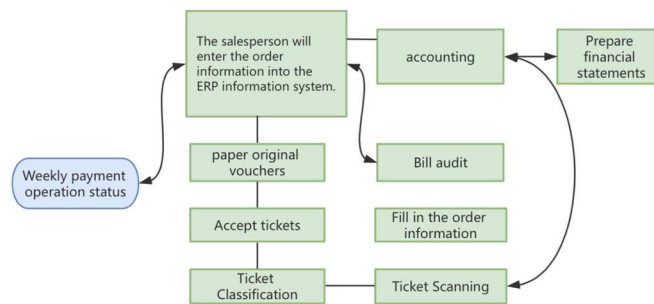 The salesperson will
enter the order
information into the
ERP information system.
accounting
Prepare
financial
statements
paper original
vouchers
Bill audit
Weekly payment
operation status
Accept tickets
Fill in the order
information
Ticket
Classification
Ticket Scanning